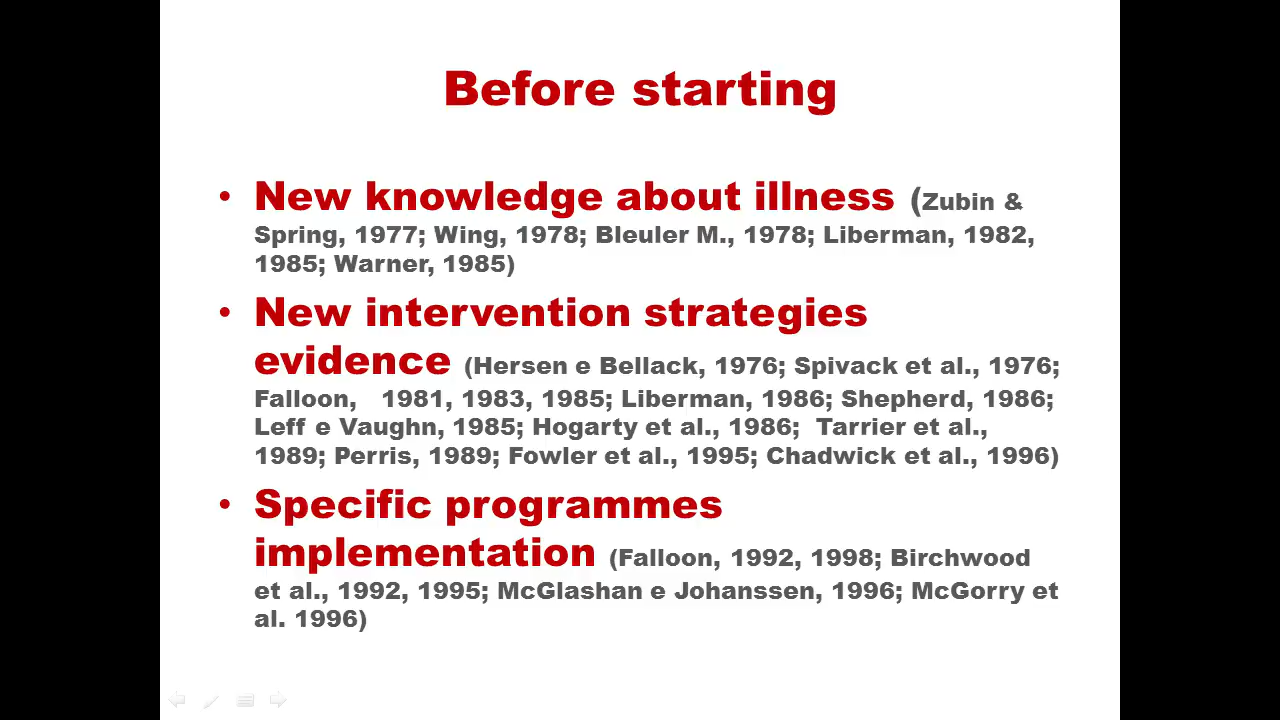 Before starting
• New knowledge about illness (Zubin &
Spring, 1977; Wing, 1978; Bleuler M., 1978; Liberman, 1982,
1985; Warner, 1985)
• New intervention strategies
evidence (Hersen e Bellack, 1976; Spivack et al., 1976;
Falloon, 1981, 1983, 1985; Liberman, 1986; Shepherd, 1986;
Leff e Vaughn, 1985; Hogarty et al., 1986; Tarrier et al.,
1989; Perris, 1989; Fowler et al., 1995; Chadwick et al., 1996)
• Specific programmes
implementation (Falloon, 1992, 1998; Birchwood
et al., 1992, 1995; McGlashan e Johanssen, 1996; McGorry et
al. 1996)